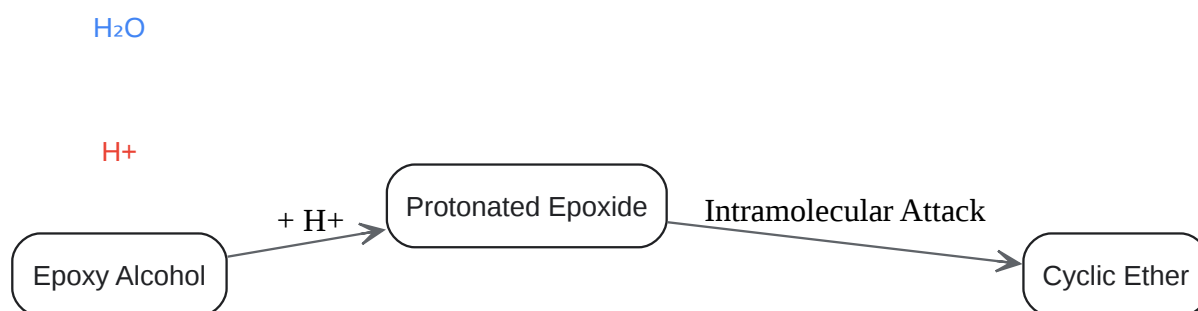 H₂O
H+
+ H+
Protonated Epoxide
Intramolecular Attack
Epoxy Alcohol
Cyclic Ether